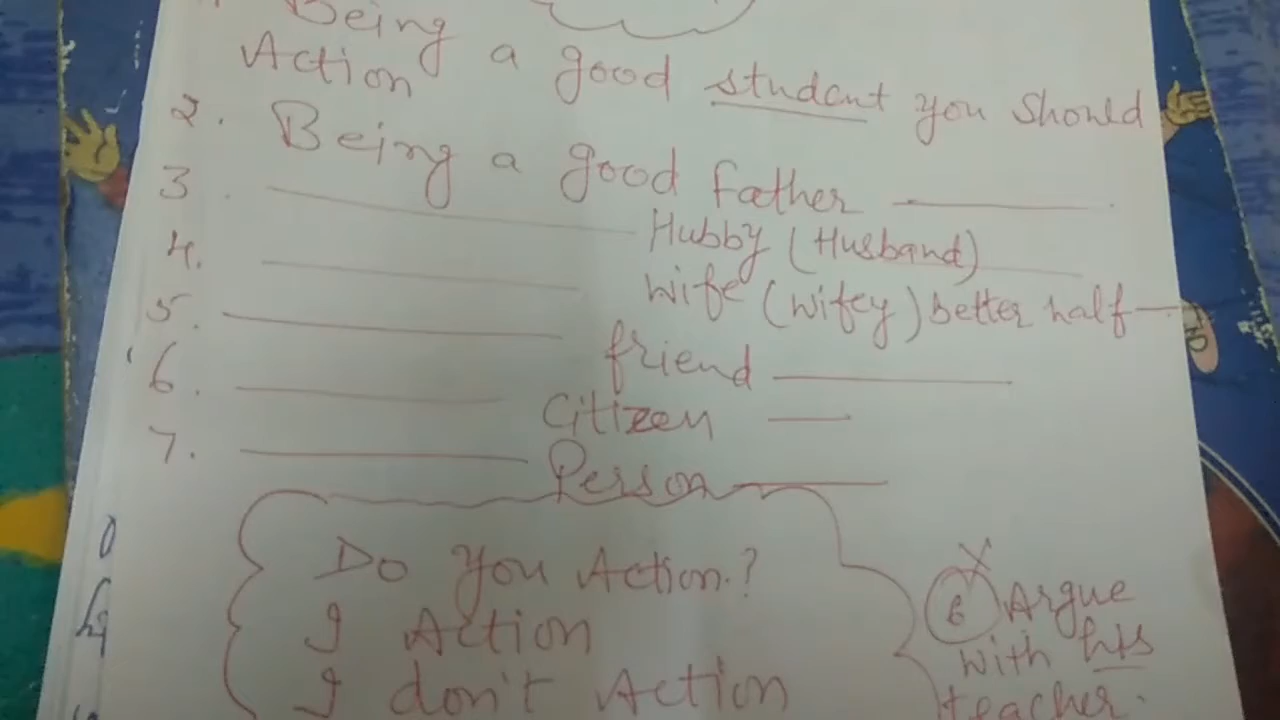 Being a good student you should
Action
2. Being a good father
3. Hubby (Husband)
4. wife (wifey) better half
5. friend
6. Citizen
7. Person
Do You Action.?
I Action
I don't Action
6 Argue
with his
teacher.